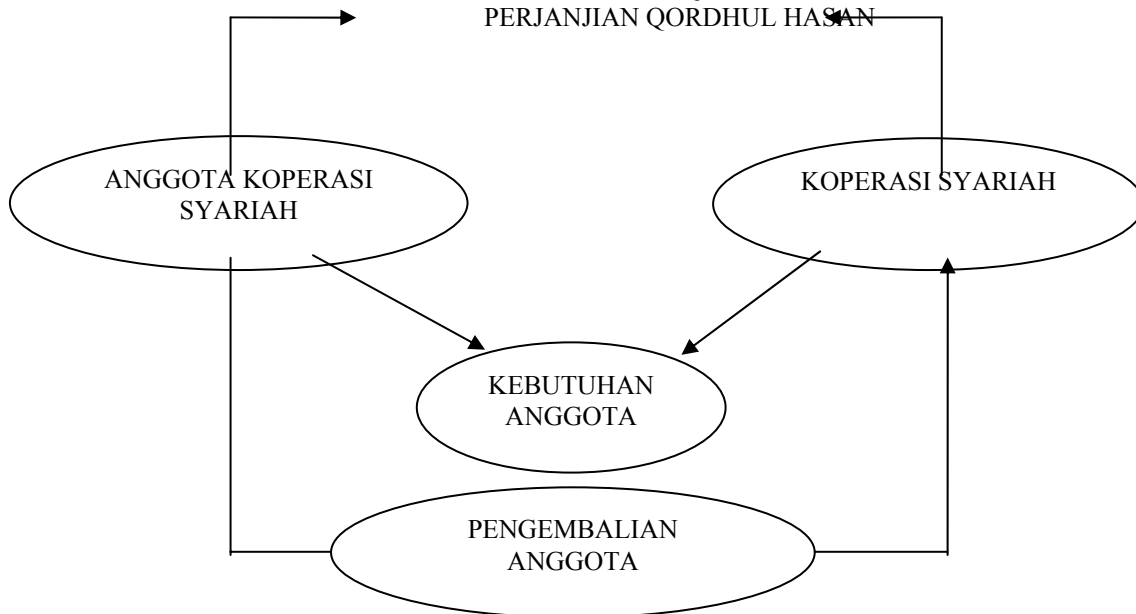 PERJANJIAN QORDHUL HASAN
ANGGOTA KOPERASI
SYARIAH
KOPERASI SYARIAH
KEBUTUHAN
ANGGOTA
PENGEMBALIAN
ANGGOTA